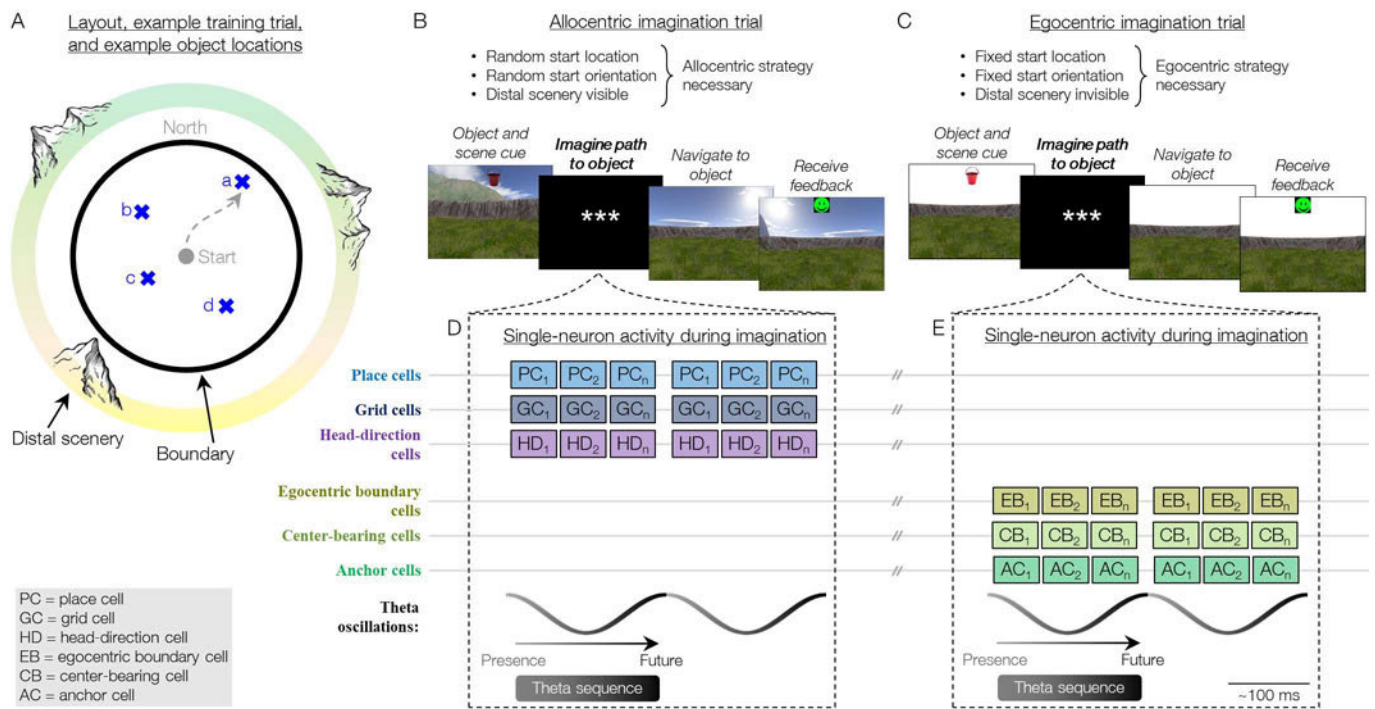 A
Layout, example training trial,
and example object locations
North
a
b
Start
c
d
Distal scenery
Boundary
B
Allocentric imagination trial
• Random start location
• Random start orientation
• Distal scenery visible
Allocentric strategy
necessary
Object and
scene cue
Imagine path
to object
***
Navigate to
object
Receive
feedback
C
Egocentric imagination trial
• Fixed start location
• Fixed start orientation
• Distal scenery invisible
Egocentric strategy
necessary
Object and
scene cue
Imagine path
to object
***
Navigate to
object
Receive
feedback
D
Single-neuron activity during imagination
E
Single-neuron activity during imagination
Place cells
PC1 PC2 PCn PC1 PC2 PCn
//
Grid cells
GC1 GC2 GCn GC1 GC2 GCn
//
Head-direction
cells
HD1 HD2 HDn HD1 HD2 HDn
//
Egocentric boundary
cells
//
EB1 EB2 EBn EB1 EB2 EBn
Center-bearing cells
//
CB1 CB2 CBn CB1 CB2 CBn
Anchor cells
//
AC1 AC2 ACn AC1 AC2 ACn
Theta
oscillations:
Presence Future
Theta sequence
Presence Future
Theta sequence
~100 ms
PC = place cell
GC = grid cell
HD = head-direction cell
EB = egocentric boundary cell
CB = center-bearing cell
AC = anchor cell